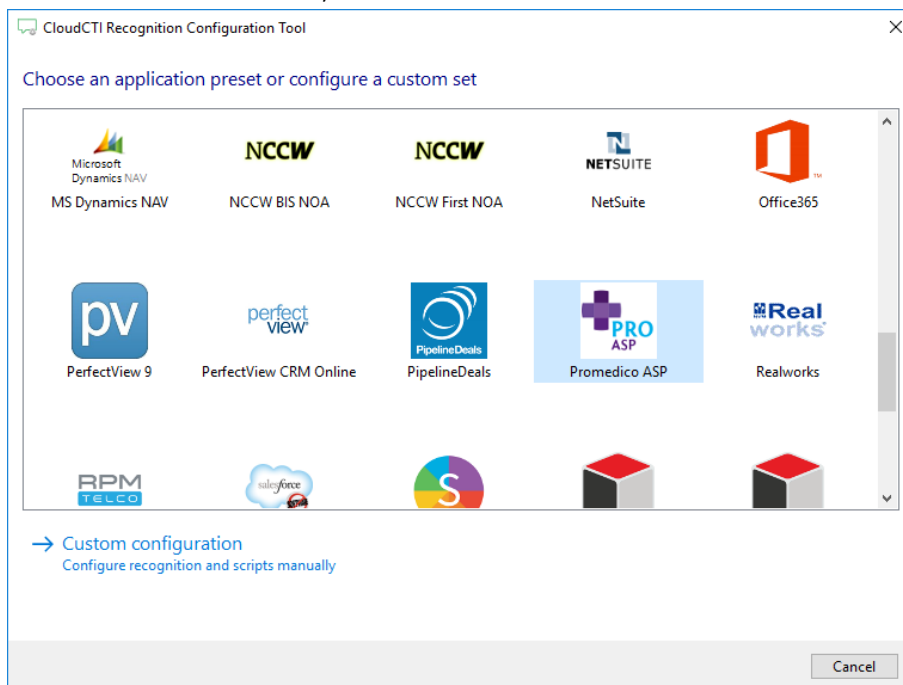 CloudCTI Recognition Configuration Tool
Choose an application preset or configure a custom set
Microsoft
Dynamics NAV
MS Dynamics NAV
NCCW
NCCW BIS NOA
NCCW
NCCW First NOA
N
NETSUITE
NetSuite
TM
Office365
pv
PerfectView 9
perfect
view
PerfectView CRM Online
PipelineDeals
PipelineDeals
PRO
ASP
Promedico ASP
Real
works
Realworks
RPM
TELCO
salesforce
S
→ Custom configuration
Configure recognition and scripts manually
Cancel